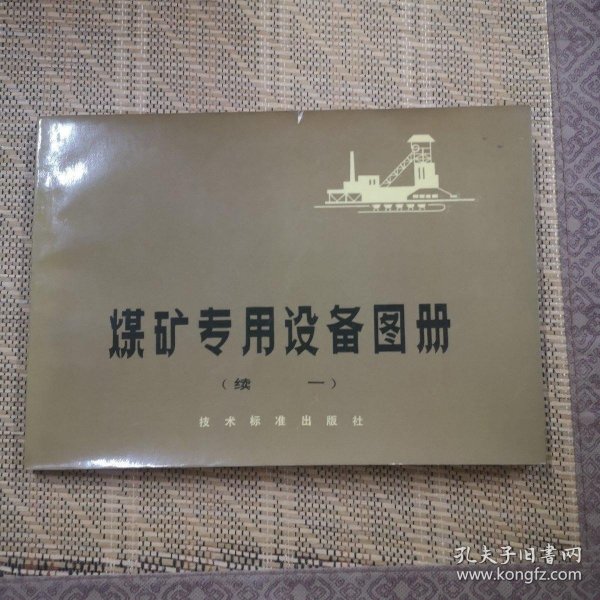 煤矿专用设备图册
（续 一）
技术标准出版社
孔夫子旧書网
www.kongfz.com